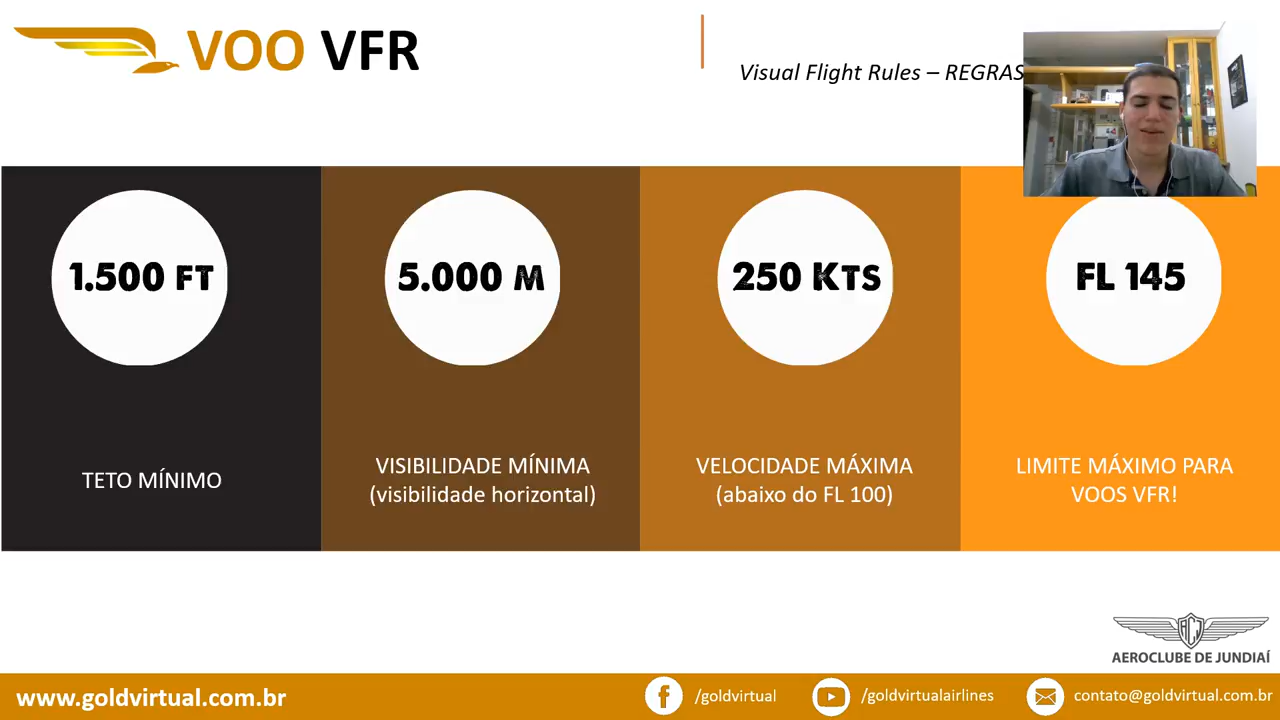 VOO VFR
Visual Flight Rules – REGRAS
1.500 FT
5.000 M
250 KTS
FL 145
TETO MÍNIMO
VISIBILIDADE MÍNIMA
(visibilidade horizontal)
VELOCIDADE MÁXIMA
(abaixo do FL 100)
LIMITE MÁXIMO PARA
VOOS VFR!
ACJ
AEROCLUBE DE JUNDIAÍ
www.goldvirtual.com.br
/goldvirtual
/goldvirtualairlines
contato@goldvirtual.com.br